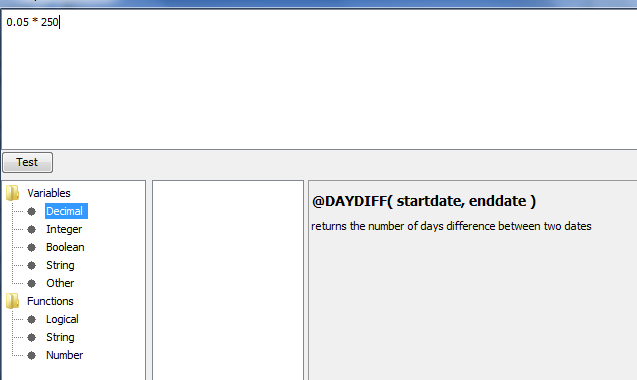 0.05 * 250
Test
Variables
Decimal
Integer
Boolean
String
Other
Functions
Logical
String
Number
@DAYDIFF( startdate, enddate )
returns the number of days difference between two dates